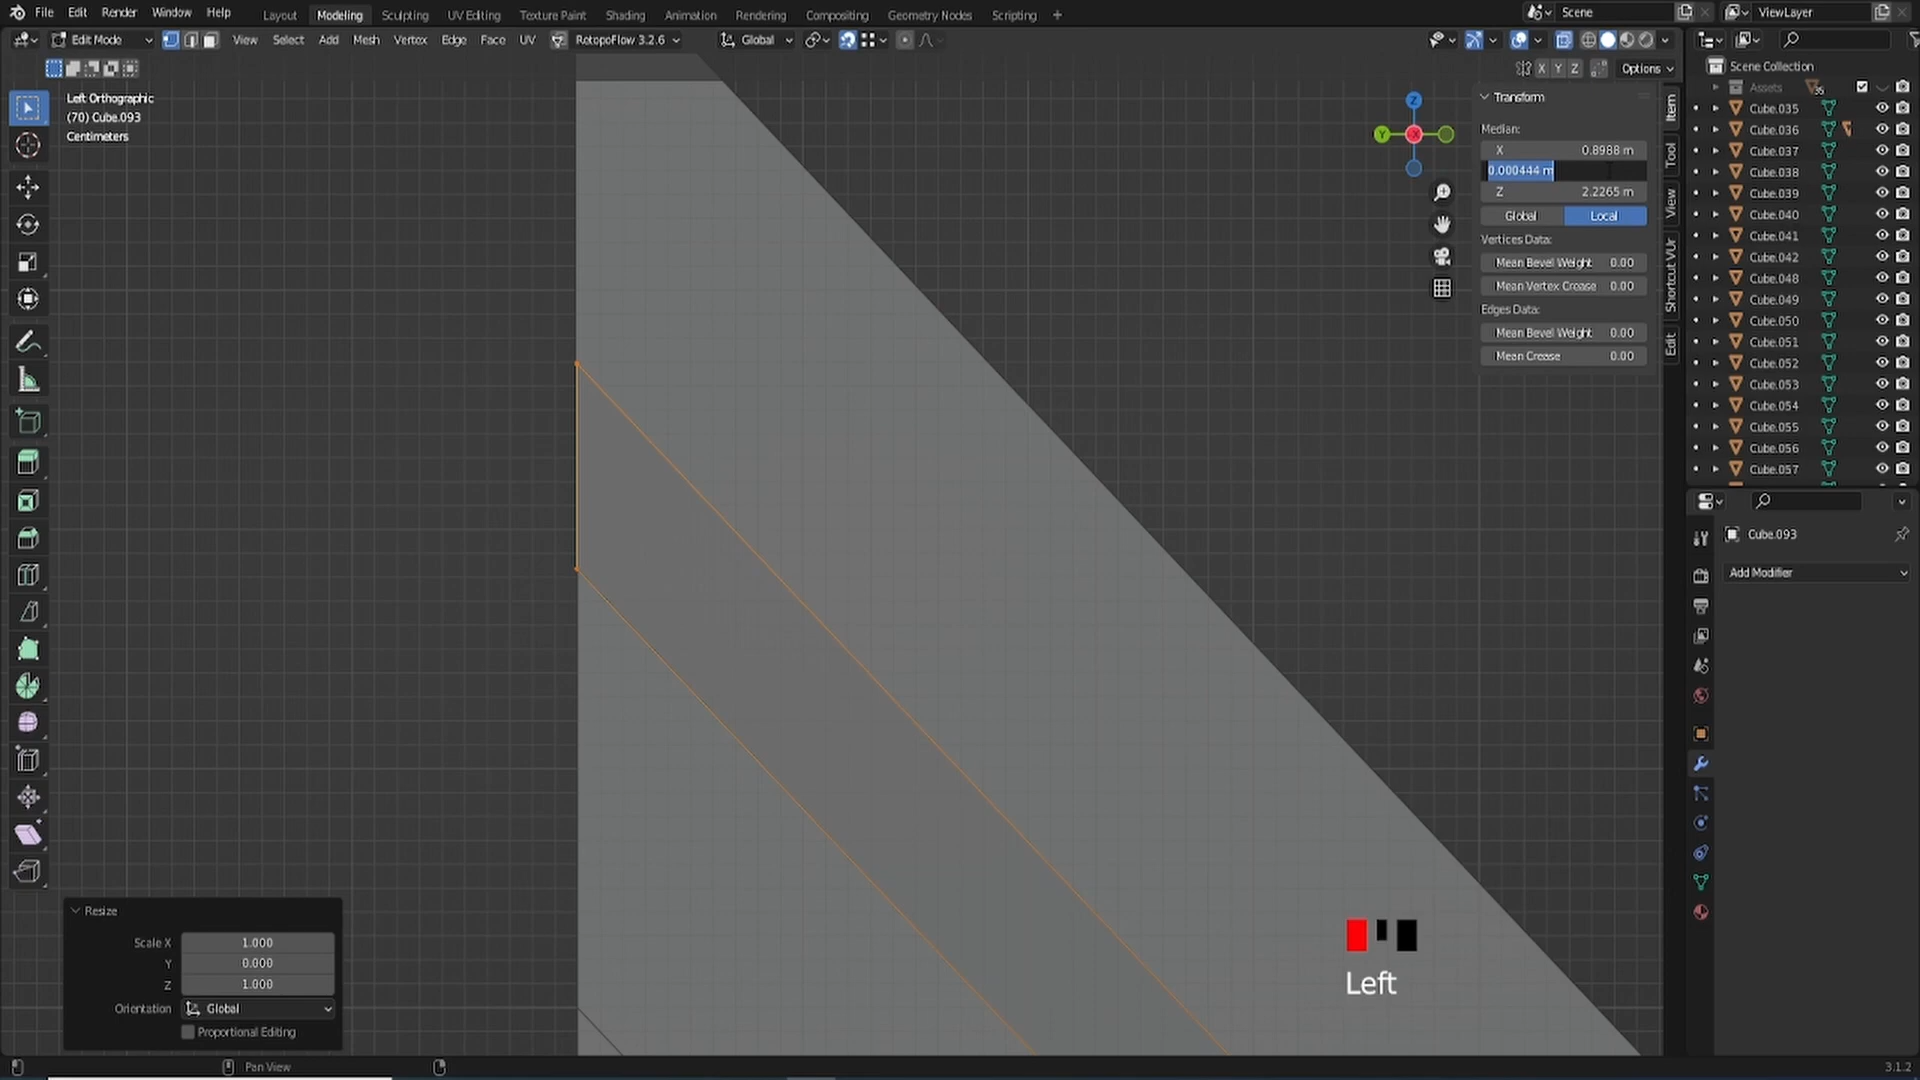 File Edit Render Window Help Layout Modeling Sculpting UV Editing Texture Paint Shading Animation Rendering Compositing Geometry Nodes Scripting + Scene ViewLayer
Edit Mode View Select Add Mesh Vertex Edge Face UV RetopoFlow 3.2.6 Global
X Y Z Options
Left Orthographic
(70) Cube.093
Centimeters
Z
Y
X
Transform
Median:
X 0.8988 m
0.000444 m
Z 2.2265 m
Global Local
Vertices Data:
Mean Bevel Weight 0.00
Mean Vertex Crease 0.00
Edges Data:
Mean Bevel Weight 0.00
Mean Crease 0.00
Item
Tool
View
Shortcut VUr
Edit
Scene Collection
Assets
Cube.035
Cube.036
Cube.037
Cube.038
Cube.039
Cube.040
Cube.041
Cube.042
Cube.048
Cube.049
Cube.050
Cube.051
Cube.052
Cube.053
Cube.054
Cube.055
Cube.056
Cube.057
Cube.093
Add Modifier
Resize
Scale X 1.000
Y 0.000
Z 1.000
Orientation Global
Proportional Editing
Left
Pan View
3.1.2